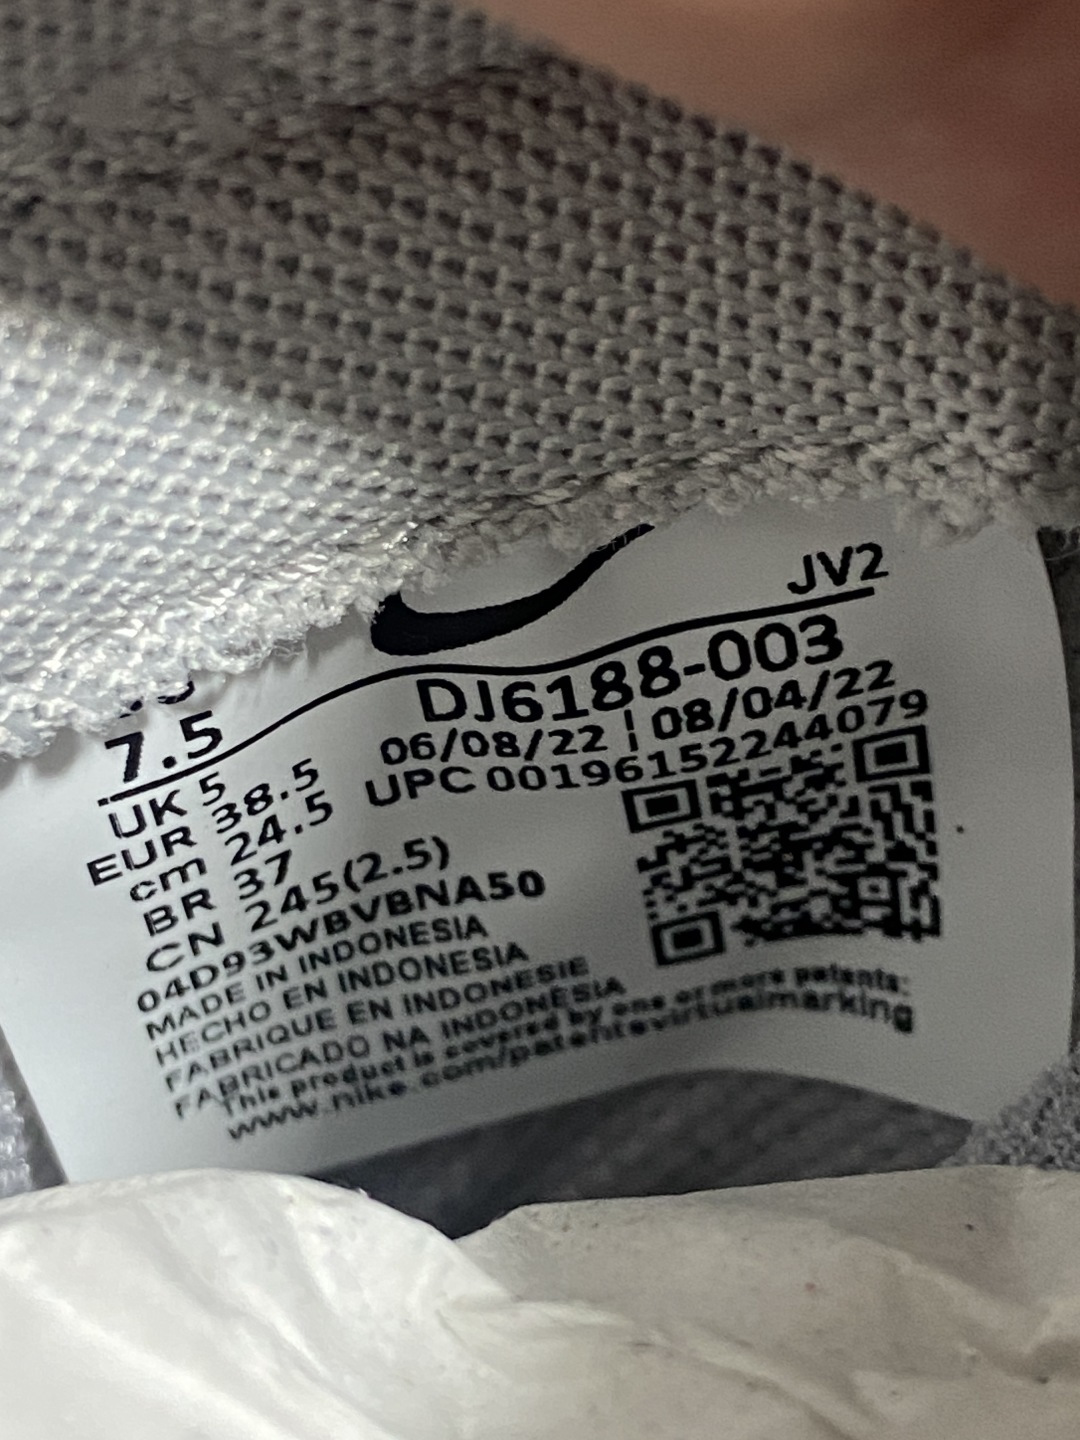 JV2
DJ6188-003
06/08/22 | 08/04/22
UPC 00196152244079
7.5
UK 5
EUR 38.5
cm 24.5
BR 37
CN 245(2.5)
04D93WBVBNA50
MADE IN INDONESIA
HECHO EN INDONESIA
FABRIQUE EN INDONESIE
FABRICADO NA INDONÉSIA
This product is covered by one or more patents:
www.nike.com/patentsvirtualmarking